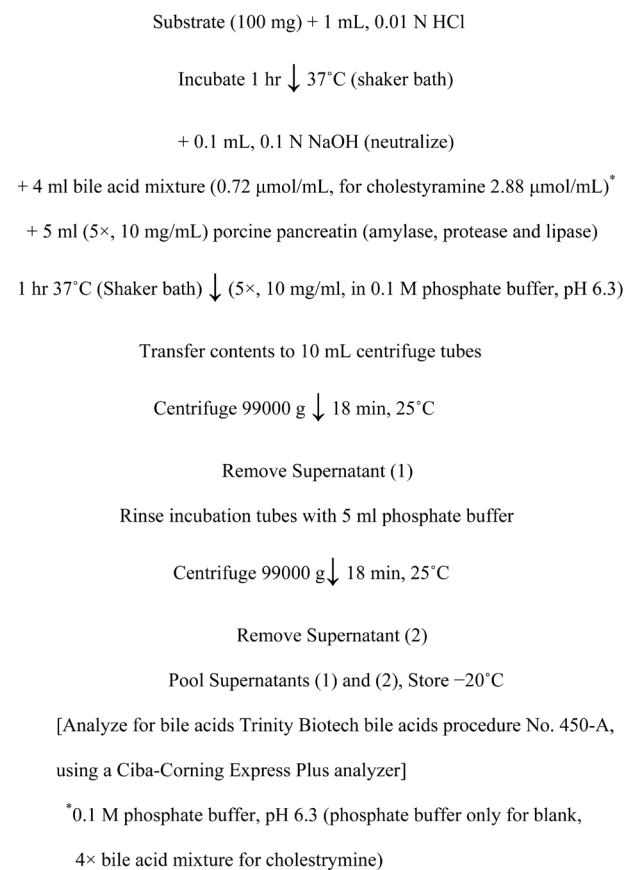 Substrate (100 mg) + 1 mL, 0.01 N HCl
Incubate 1 hr ↓ 37˚C (shaker bath)
+ 0.1 mL, 0.1 N NaOH (neutralize)
+ 4 ml bile acid mixture (0.72 μmol/mL, for cholestyramine 2.88 μmol/mL)*
+ 5 ml (5×, 10 mg/mL) porcine pancreatin (amylase, protease and lipase)
1 hr 37˚C (Shaker bath) ↓ (5×, 10 mg/ml, in 0.1 M phosphate buffer, pH 6.3)
Transfer contents to 10 mL centrifuge tubes
Centrifuge 99000 g ↓ 18 min, 25˚C
Remove Supernatant (1)
Rinse incubation tubes with 5 ml phosphate buffer
Centrifuge 99000 g↓ 18 min, 25˚C
Remove Supernatant (2)
Pool Supernatants (1) and (2), Store −20˚C
[Analyze for bile acids Trinity Biotech bile acids procedure No. 450-A,
using a Ciba-Corning Express Plus analyzer]
*0.1 M phosphate buffer, pH 6.3 (phosphate buffer only for blank,
4× bile acid mixture for cholestrymine)